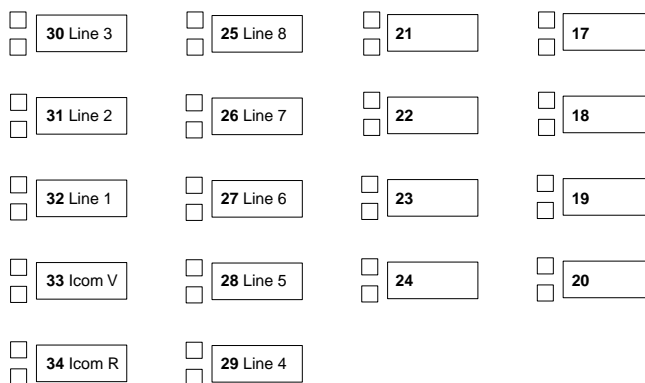 30 Line 3
25 Line 8
21
17
31 Line 2
26 Line 7
22
18
32 Line 1
27 Line 6
23
19
33 Icom V
28 Line 5
24
20
34 Icom R
29 Line 4